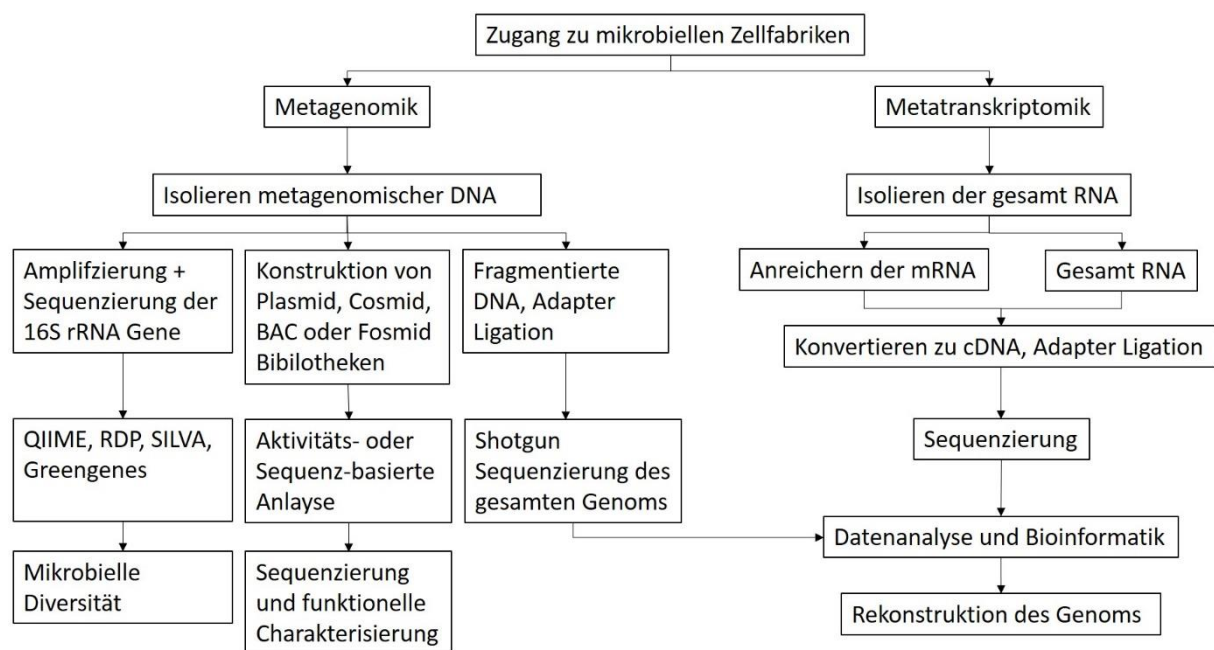 Zugang zu mikrobiellen Zellfabriken
Metagenomik
Metatranskriptomik
Isolieren metagenomischer DNA
Isolieren der gesamt RNA
Amplifzierung +
Sequenzierung der
16S rRNA Gene
Konstruktion von
Plasmid, Cosmid,
BAC oder Fosmid
Bibilotheken
Fragmentierte
DNA, Adapter
Ligation
Anreichern der mRNA
Gesamt RNA
Konvertieren zu cDNA, Adapter Ligation
QIIME, RDP, SILVA,
Greengenes
Aktivitäts- oder
Sequenz-basierte
Anlayse
Shotgun
Sequenzierung des
gesamten Genoms
Sequenzierung
Datenanalyse und Bioinformatik
Mikrobielle
Diversität
Sequenzierung
und funktionelle
Charakterisierung
Rekonstruktion des Genoms